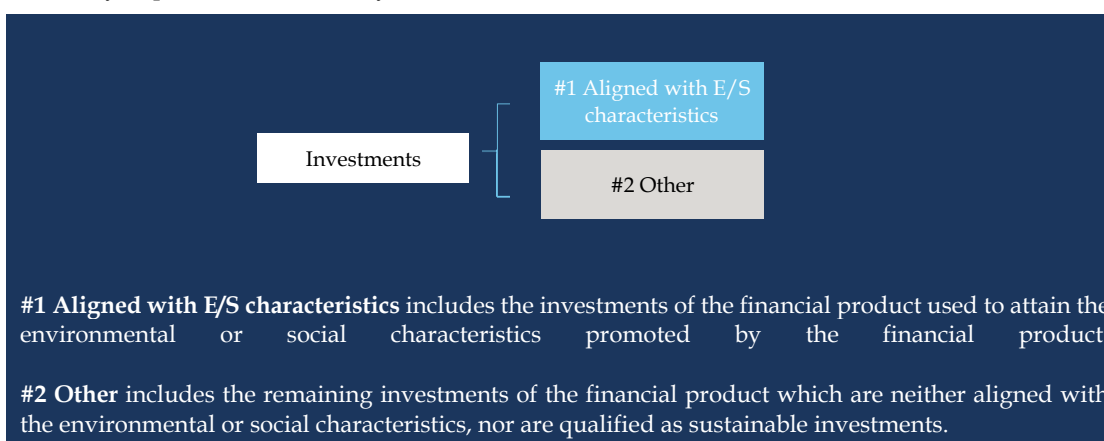 #1 Aligned with E/S
characteristics
Investments
#2 Other
#1 Aligned with E/S characteristics includes the investments of the financial product used to attain the
environmental or social characteristics promoted by the financial product
#2 Other includes the remaining investments of the financial product which are neither aligned with
the environmental or social characteristics, nor are qualified as sustainable investments.